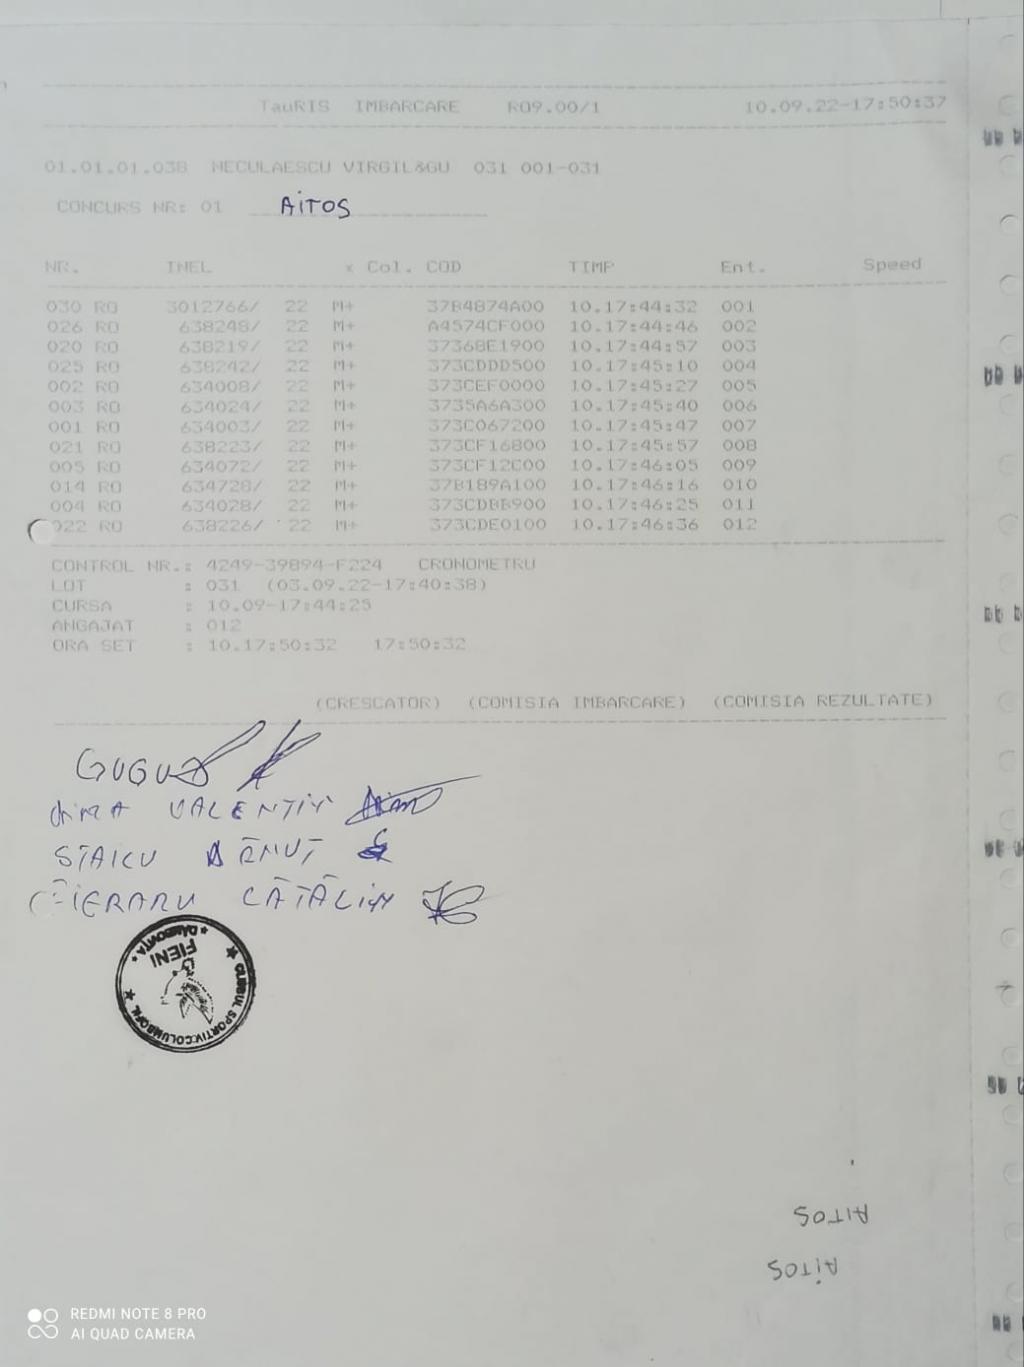 TauRIS IMBARCARE RO9.00/1 10.09.22-17:50:37
01.01.01.038 NECULAESCU VIRGIL&GU 031 001-031
CONCURS NR: 01 AiTOS
NR. INEL x Col. COD TIMP Ent. Speed
030 RO 3012766/ 22 M+ 37B4874A00 10.17:44:32 001
026 RO 638248/ 22 M+ A4574CF000 10.17:44:46 002
020 RO 638219/ 22 M+ 37368E1900 10.17:44:57 003
025 RO 638242/ 22 M+ 373CDDD500 10.17:45:10 004
002 RO 634008/ 22 M+ 373CEF0000 10.17:45:27 005
003 RO 634024/ 22 M+ 3735A6A300 10.17:45:40 006
001 RO 634003/ 22 M+ 373C067200 10.17:45:47 007
021 RO 638223/ 22 M+ 373CF16800 10.17:45:57 008
005 RO 634072/ 22 M+ 373CF12C00 10.17:46:05 009
014 RO 634728/ 22 M+ 37B189A100 10.17:46:16 010
004 RO 634028/ 22 M+ 373CDBB900 10.17:46:25 011
022 RO 638226/ 22 M+ 373CDE0100 10.17:46:36 012
CONTROL NR.: 4249-39894-F224 CRONOMETRU
LOT : 031 (03.09.22-17:40:38)
CURSA : 10.09-17:44:25
ANGAJAT : 012
ORA SET : 10.17:50:32 17:50:32
(CRESCATOR) (COMISIA IMBARCARE) (COMISIA REZULTATE)
VALENTIN
STAICU
FIERARU CĂTĂLIN
CLUBUL SPORTIV COLUMBOFIL
FIENI
DÂMBOVIȚA
AITOS
AiTOS
REDMI NOTE 8 PRO
AI QUAD CAMERA